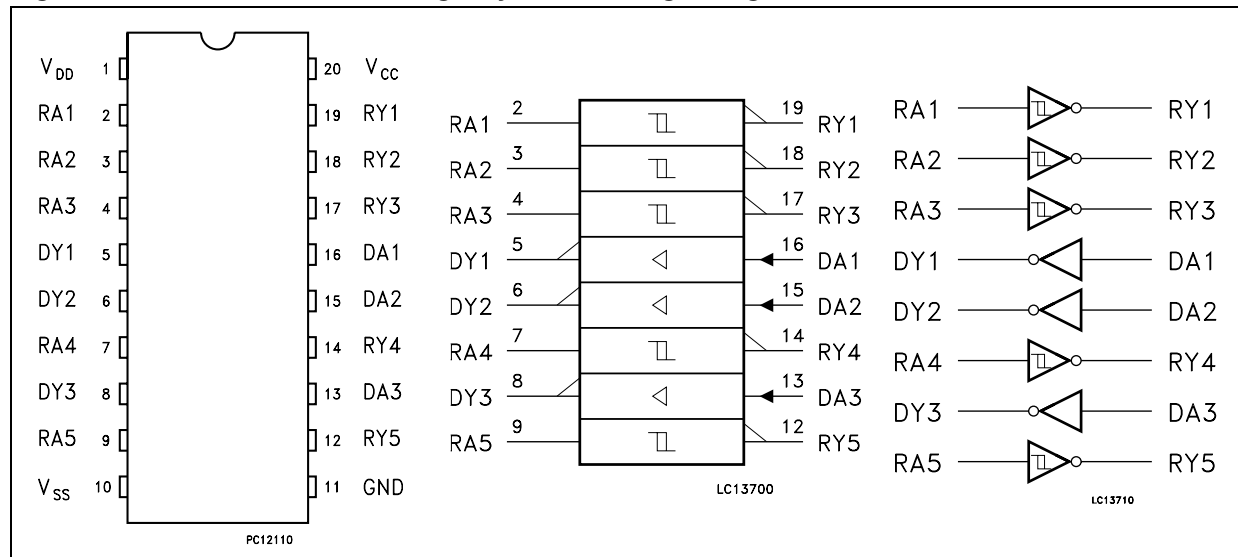 V_DD 1 20 V_CC
RA1 2 19 RY1
RA2 3 18 RY2
RA3 4 17 RY3
DY1 5 16 DA1
DY2 6 15 DA2
RA4 7 14 RY4
DY3 8 13 DA3
RA5 9 12 RY5
V_SS 10 11 GND
PC12110
RA1 2 19 RY1
RA2 3 18 RY2
RA3 4 17 RY3
DY1 5 16 DA1
DY2 6 15 DA2
RA4 7 14 RY4
DY3 8 13 DA3
RA5 9 12 RY5
LC13700
RA1 RY1
RA2 RY2
RA3 RY3
DY1 DA1
DY2 DA2
RA4 RY4
DY3 DA3
RA5 RY5
LC13710